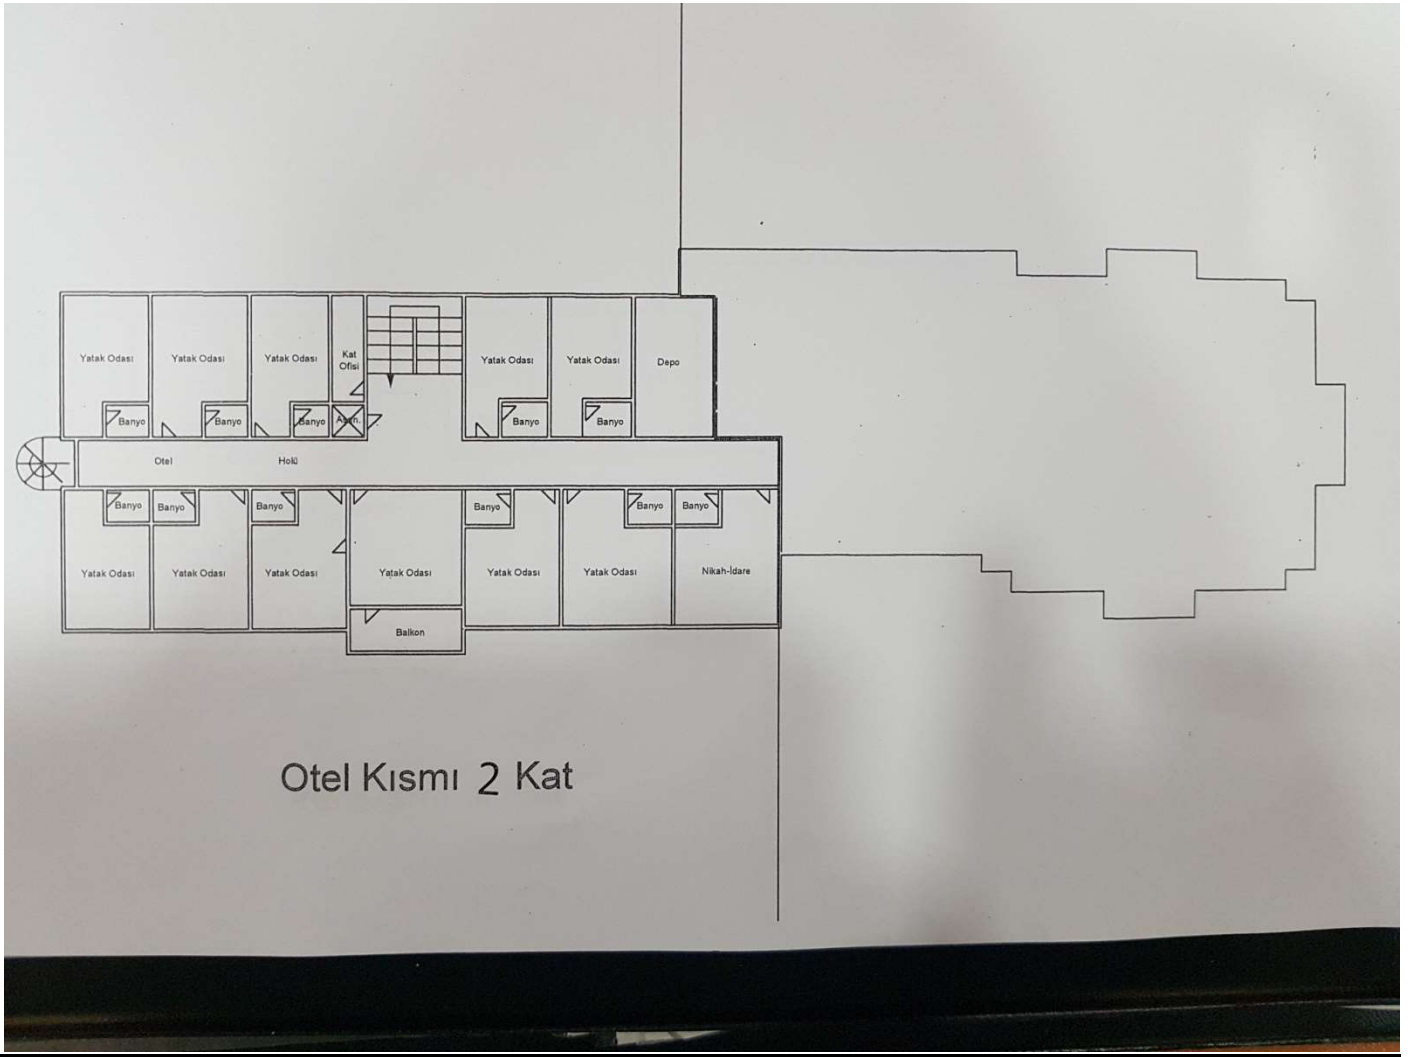 Yatak Odası
Yatak Odası
Yatak Odası
Kat
Ofisi
Yatak Odası
Yatak Odası
Depo
Banyo
Banyo
Banyo
Banyo
Banyo
Otel
Holü
Banyo
Banyo
Banyo
Banyo
Banyo
Banyo
Yatak Odası
Yatak Odası
Yatak Odası
Yatak Odası
Yatak Odası
Yatak Odası
Nikah-İdare
Balkon
Otel Kısmı 2 Kat